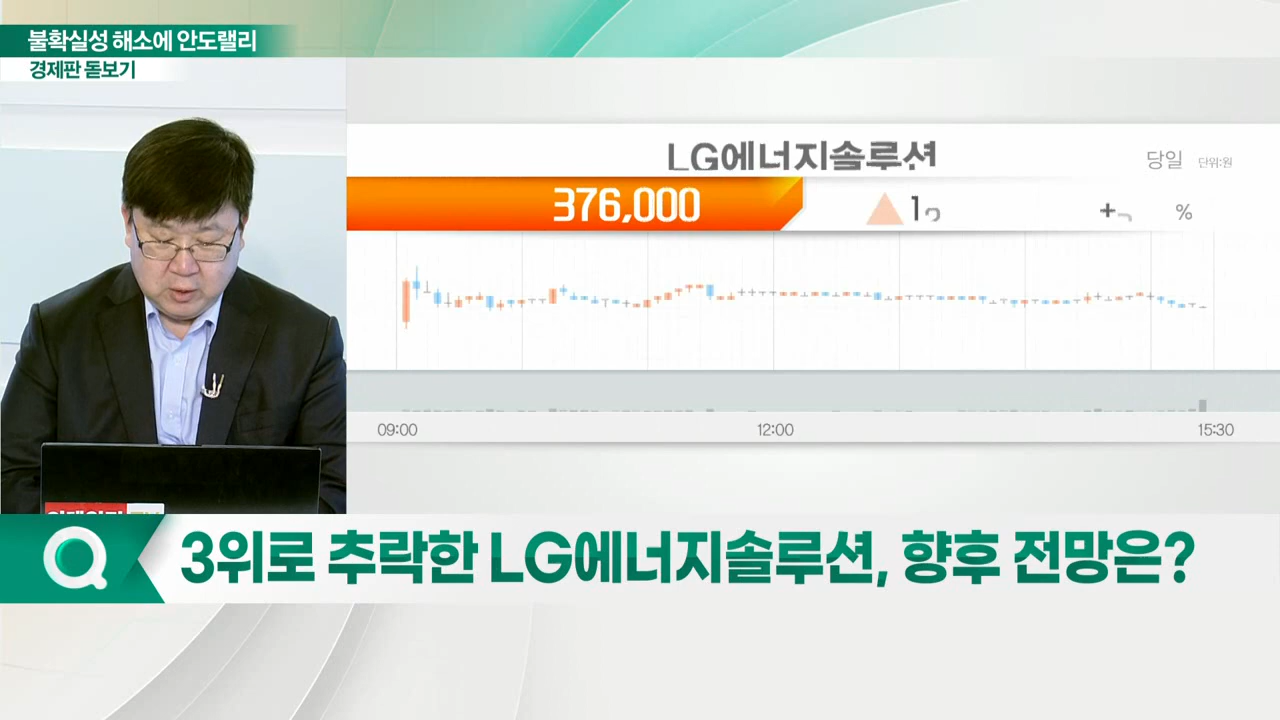 불확실성 해소에 안도랠리
경제판 돋보기
LG에너지솔루션
당일 단위:원
376,000
%
09:00 12:00 15:30
3위로 추락한 LG에너지솔루션, 향후 전망은?